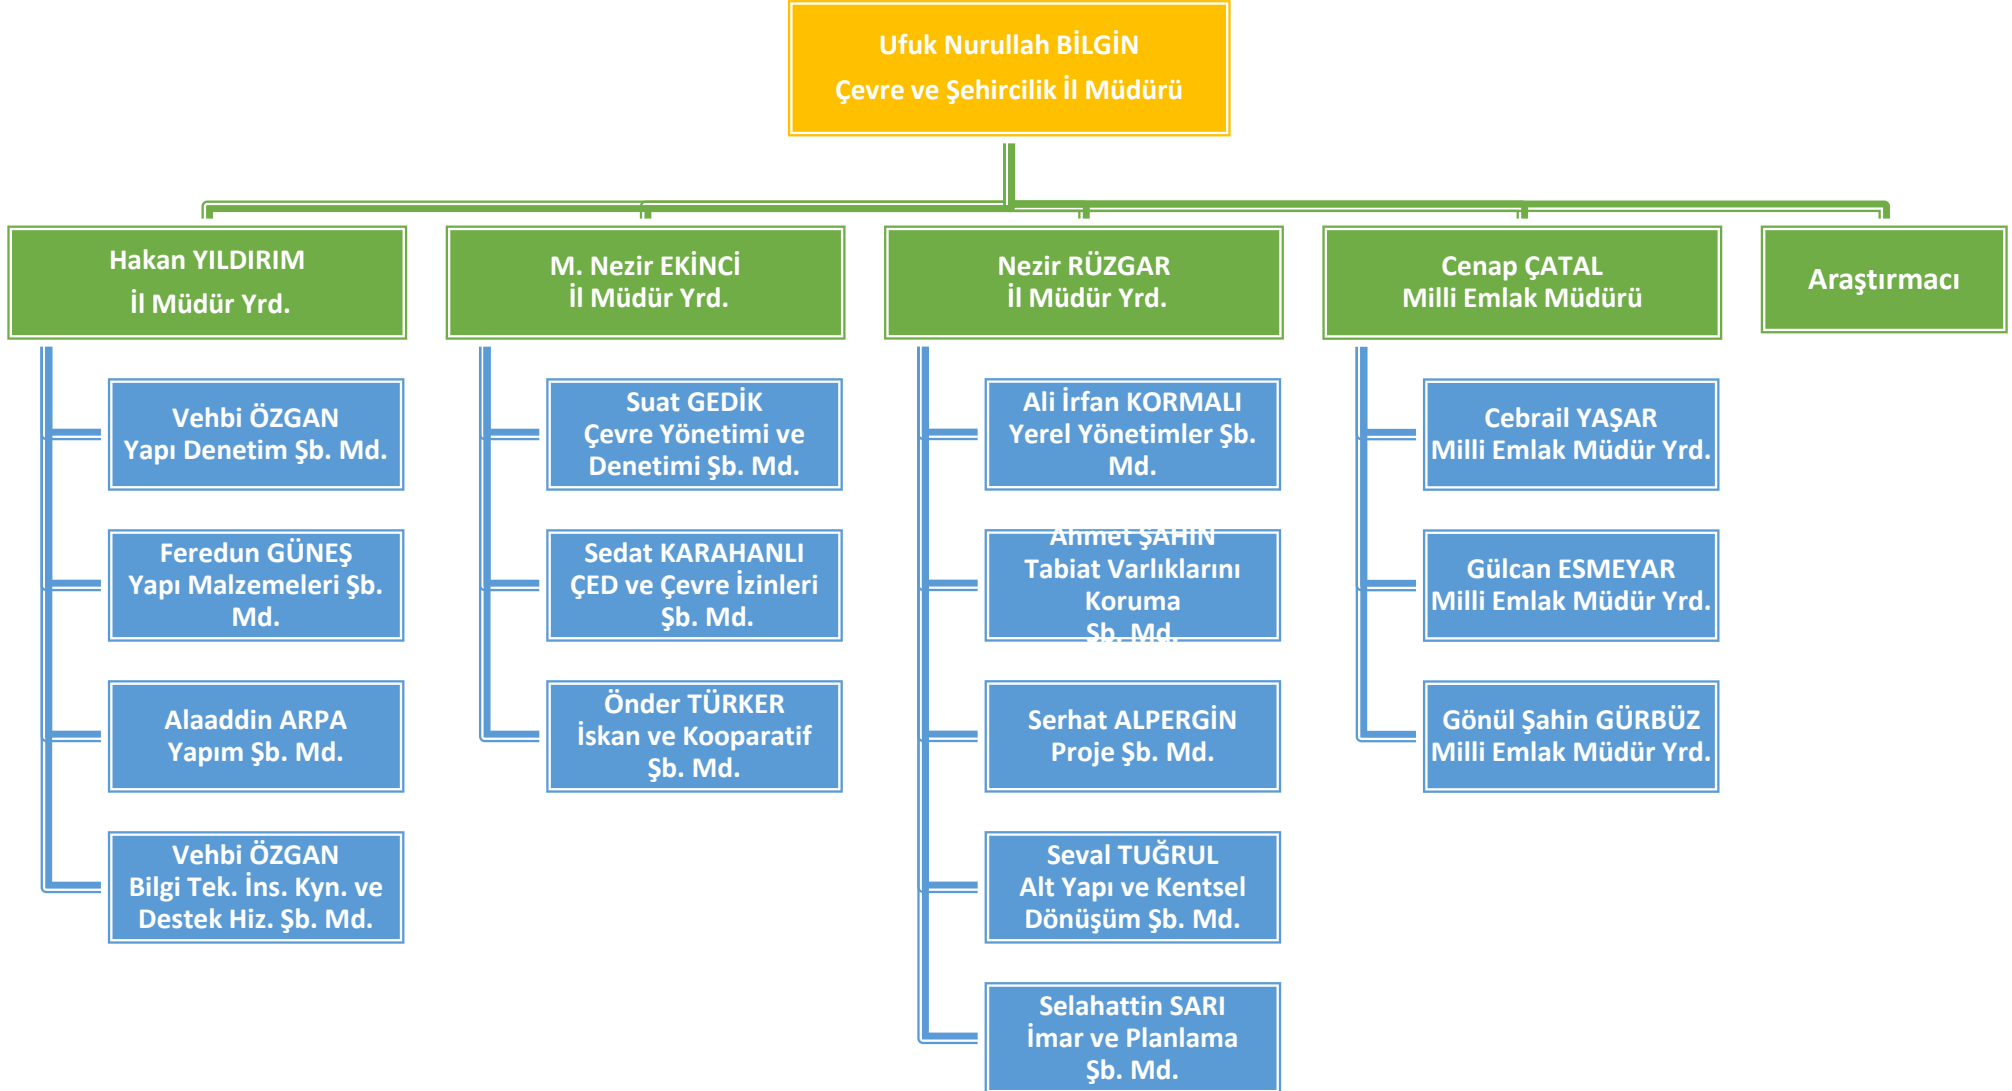 Ufuk Nurullah BİLGİN
Çevre ve Şehircilik İl Müdürü
Hakan YILDIRIM
İl Müdür Yrd.
Vehbi ÖZGAN
Yapı Denetim Şb. Md.
Feredun GÜNEŞ
Yapı Malzemeleri Şb.
Md.
Alaaddin ARPA
Yapım Şb. Md.
Vehbi ÖZGAN
Bilgi Tek. İns. Kyn. ve
Destek Hiz. Şb. Md.
M. Nezir EKİNCİ
İl Müdür Yrd.
Suat GEDİK
Çevre Yönetimi ve
Denetimi Şb. Md.
Sedat KARAHANLI
ÇED ve Çevre İzinleri
Şb. Md.
Önder TÜRKER
İskan ve Kooparatif
Şb. Md.
Nezir RÜZGAR
İl Müdür Yrd.
Ali İrfan KORMALI
Yerel Yönetimler Şb.
Md.
Ahmet ŞAHİN
Tabiat Varlıklarını
Koruma
Şb. Md.
Serhat ALPERGİN
Proje Şb. Md.
Seval TUĞRUL
Alt Yapı ve Kentsel
Dönüşüm Şb. Md.
Selahattin SARI
İmar ve Planlama
Şb. Md.
Cenap ÇATAL
Milli Emlak Müdürü
Cebrail YAŞAR
Milli Emlak Müdür Yrd.
Gülcan ESMEYAR
Milli Emlak Müdür Yrd.
Gönül Şahin GÜRBÜZ
Milli Emlak Müdür Yrd.
Araştırmacı